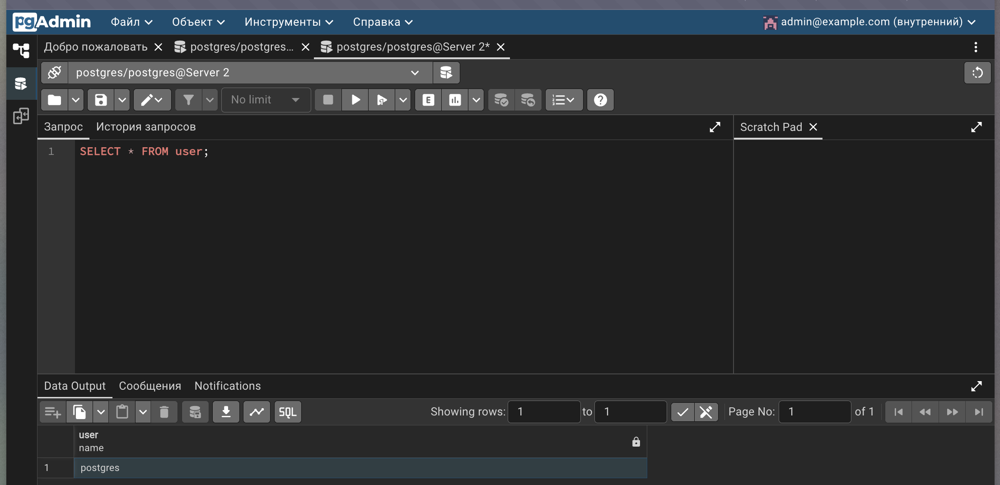 pgAdmin Файл Объект Инструменты Справка admin@example.com (внутренний)
Добро пожаловать postgres/postgres... postgres/postgres@Server 2*
postgres/postgres@Server 2
No limit E
Запрос История запросов Scratch Pad
1 SELECT * FROM user;
Data Output Сообщения Notifications
SQL Showing rows: 1 to 1 Page No: 1 of 1
user
name
1 postgres